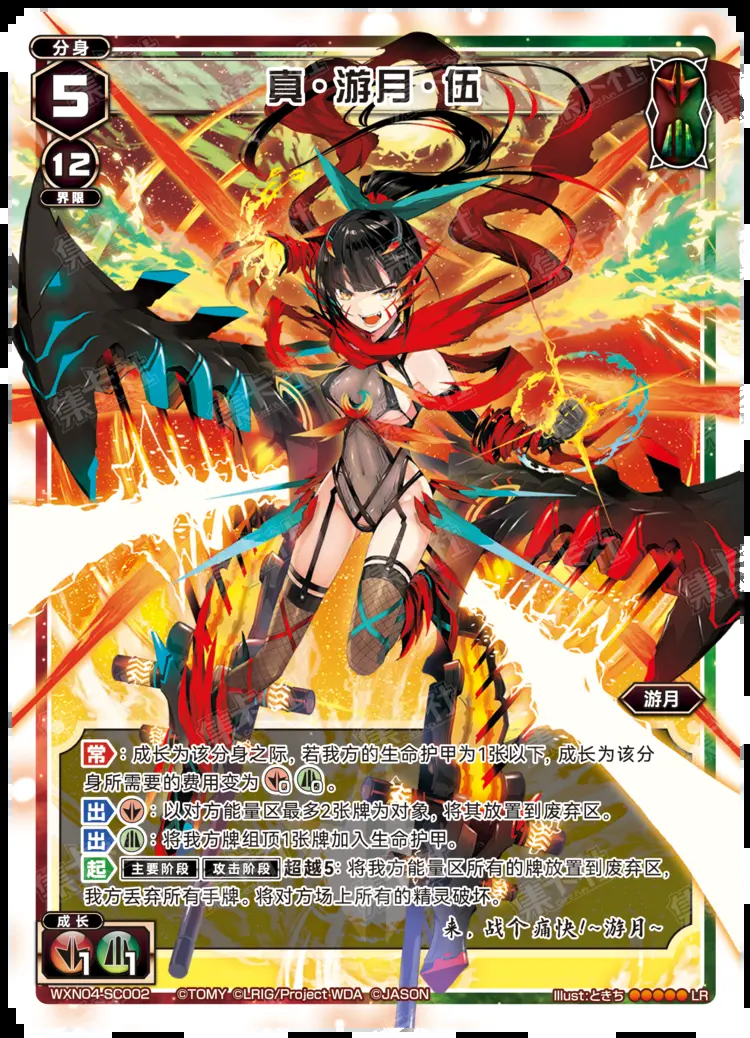 分身
5
真·游月·伍
12
界限
游月
常：成长为该分身之际, 若我方的生命护甲为1张以下, 成长为该分
身所需要的费用变为0 0。
出：以对方能量区最多2张牌为对象, 将其放置到废弃区。
出：将我方牌组顶1张牌加入生命护甲。
起 主要阶段 攻击阶段 超越5: 将我方能量区所有的牌放置到废弃区,
我方丢弃所有手牌。将对方场上所有的精灵破坏。
来，战个痛快!~游月~
成长
1 1
WXN04-SC002 ©TOMY ©LRIG/Project WDA ©JASON Illust:ときち LR
集卡社